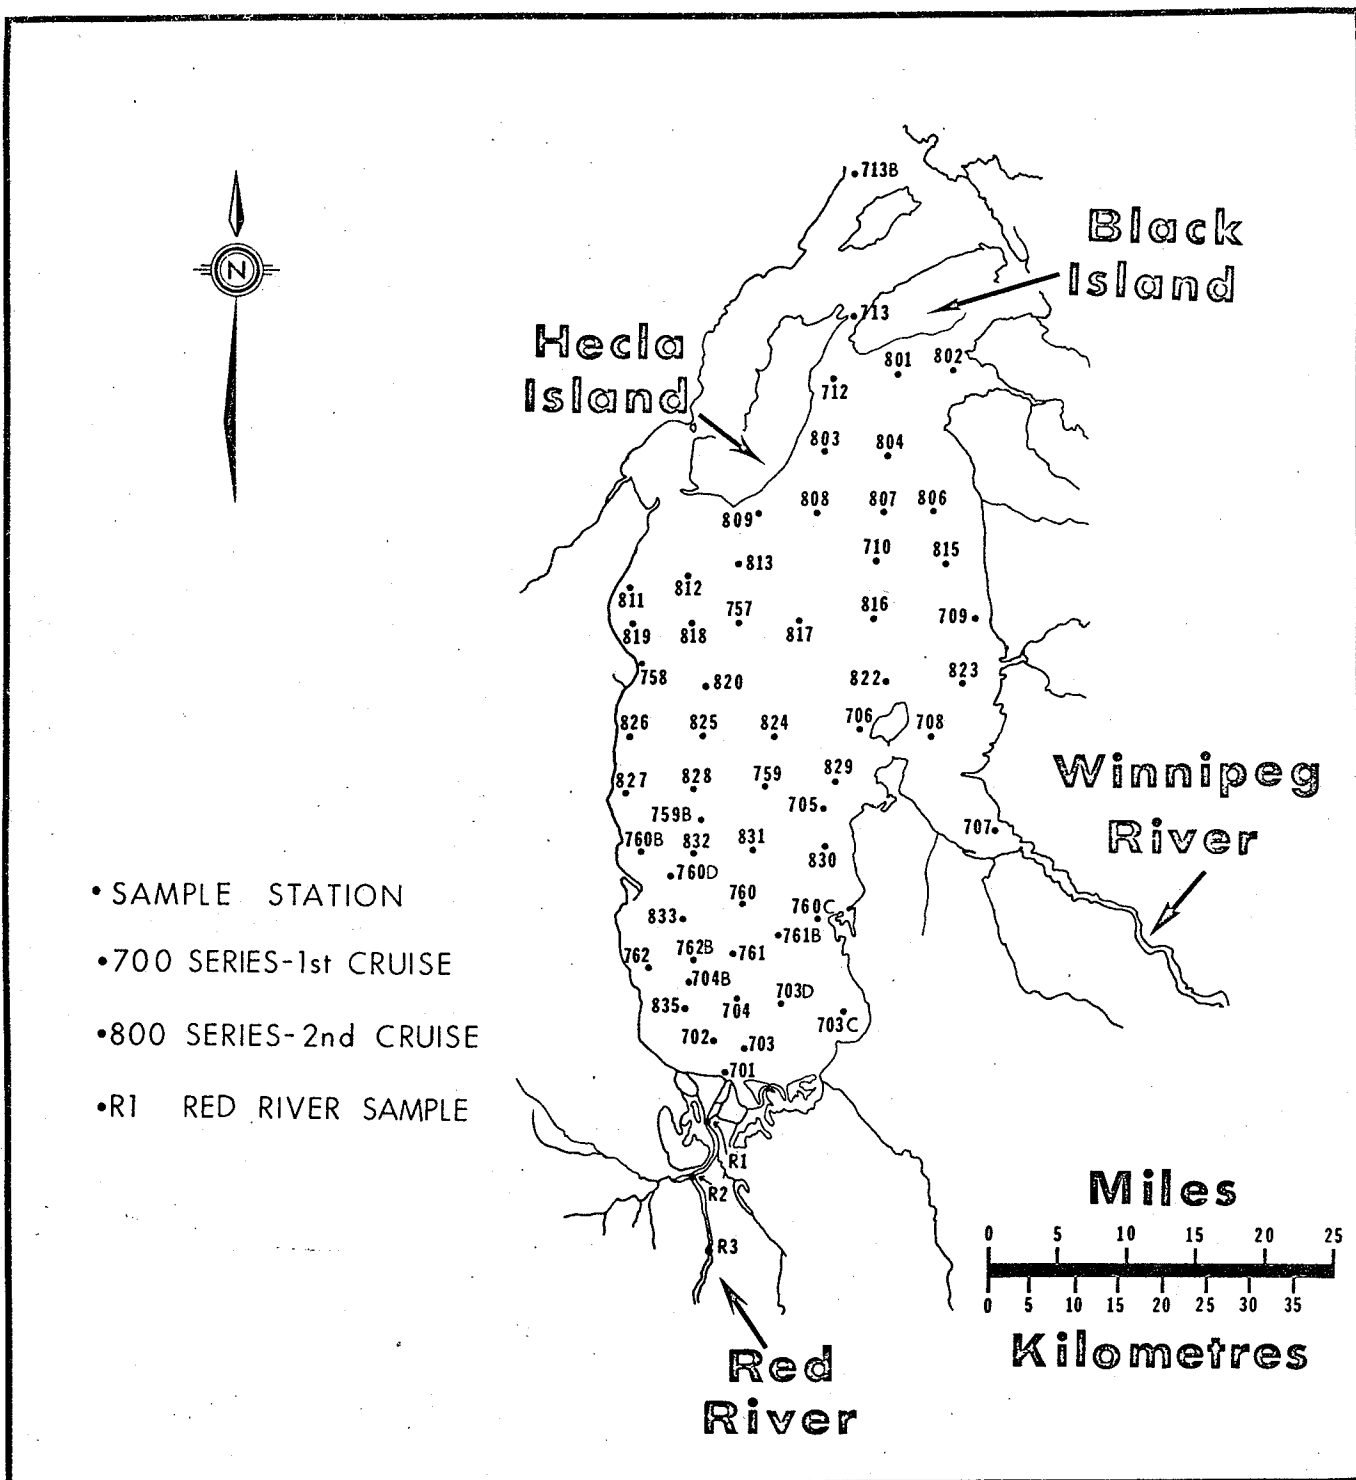 713B
Black
Island
N
713
Hecla
Island
801
802
712
803
804
809
808
807
806
813
710
815
811
812
757
816
709
819
818
817
758
820
822
823
826
825
824
706
708
827
828
759
829
Winnipeg
River
759B
705
707
760B
832
831
830
760D
• SAMPLE STATION
760
760C
833
761B
•700 SERIES-1st CRUISE
762
762B
761
704B
703D
835
704
703C
•800 SERIES-2nd CRUISE
702
703
701
•R1 RED RIVER SAMPLE
R1
R2
R3
Miles
0 5 10 15 20 25
0 5 10 15 20 25 30 35
Kilometres
Red
River